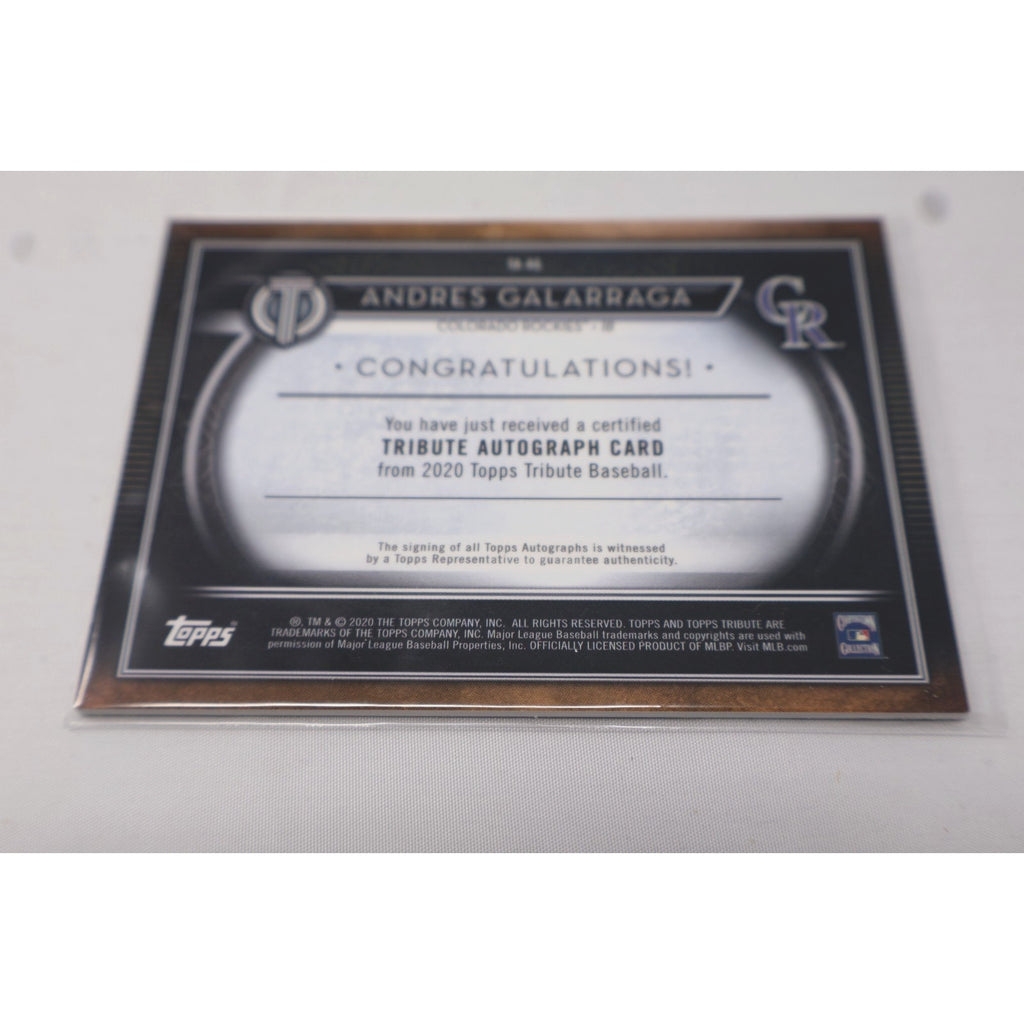 ANDRES GALARRAGA
CR
COLORADO ROCKIES™ • 1B
• CONGRATULATIONS! •
You have just received a certified
TRIBUTE AUTOGRAPH CARD
from 2020 Topps Tribute Baseball.
The signing of all Topps Autographs is witnessed
by a Topps Representative to guarantee authenticity.
Topps®
®, TM & © 2020 THE TOPPS COMPANY, INC. ALL RIGHTS RESERVED. TOPPS AND TOPPS TRIBUTE ARE
TRADEMARKS OF THE TOPPS COMPANY, INC. Major League Baseball trademarks and copyrights are used with
permission of Major League Baseball Properties, Inc. OFFICIALLY LICENSED PRODUCT OF MLBP. Visit MLB.com